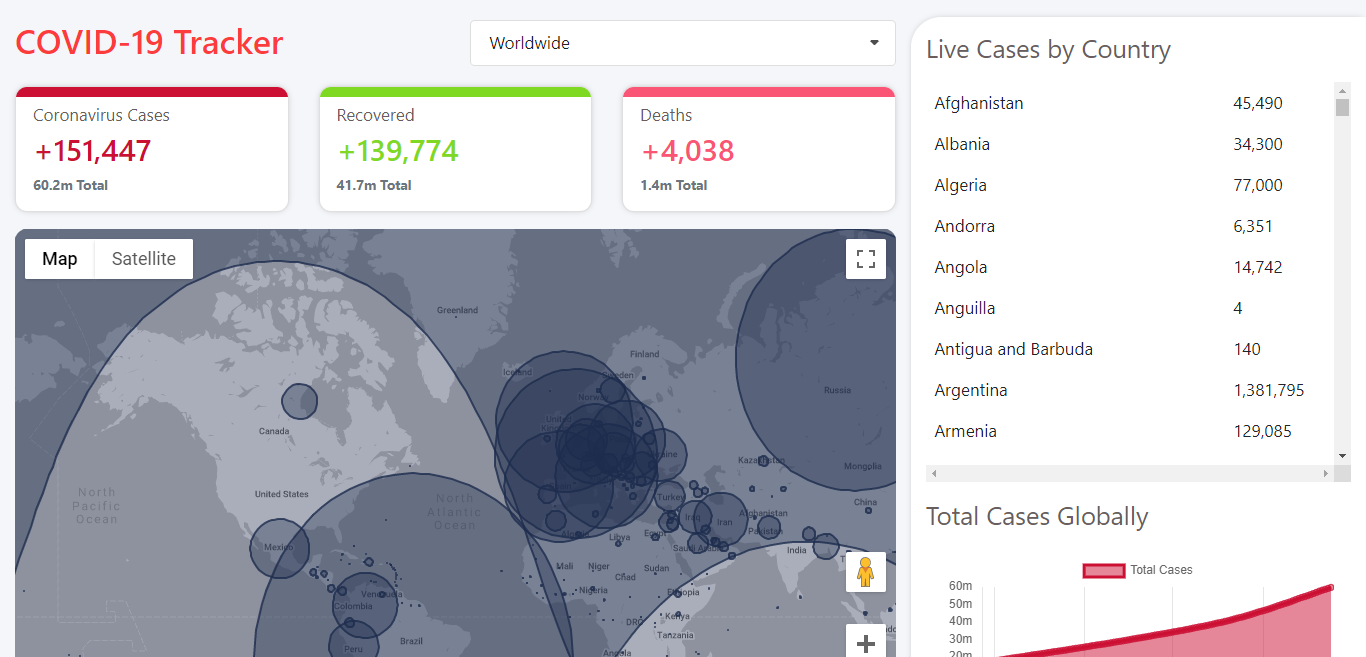 COVID-19 Tracker
Worldwide
Coronavirus Cases
+151,447
60.2m Total
Recovered
+139,774
41.7m Total
Deaths
+4,038
1.4m Total
Map
Satellite
Greenland
Iceland
Finland
Sweden
Norway
Russia
United
Canada
Ukraine
Kazakhstan
Mongolia
United States
North
Pacific
Ocean
North
Atlantic
Ocean
Turkey
China
Iraq
Iran
Afghanistan
Pakistan
Algeria
Libya
Egypt
Saudi Arabia
India
Mexico
Mali
Niger
Chad
Sudan
Nigeria
Ethiopia
Venezuela
Colombia
Kenya
DRC
Tanzania
Brazil
Peru
Angola
Live Cases by Country
Afghanistan 45,490
Albania 34,300
Algeria 77,000
Andorra 6,351
Angola 14,742
Anguilla 4
Antigua and Barbuda 140
Argentina 1,381,795
Armenia 129,085
Total Cases Globally
Total Cases
60m
50m
40m
30m
20m